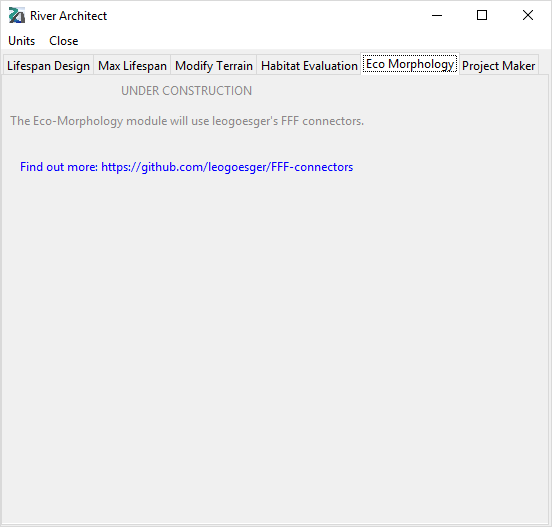 River Architect
Units Close
Lifespan Design Max Lifespan Modify Terrain Habitat Evaluation Eco Morphology Project Maker
UNDER CONSTRUCTION
The Eco-Morphology module will use leogoesger's FFF connectors.
Find out more: https://github.com/leogoesger/FFF-connectors